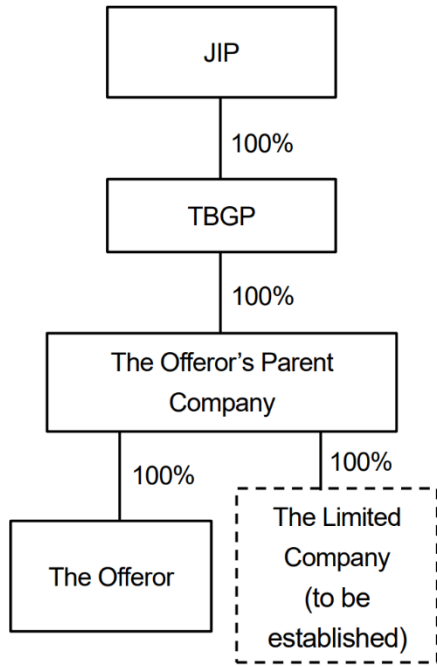 JIP
100%
TBGP
100%
The Offeror’s Parent
Company
100%
100%
The Offeror
The Limited
Company
(to be
established)